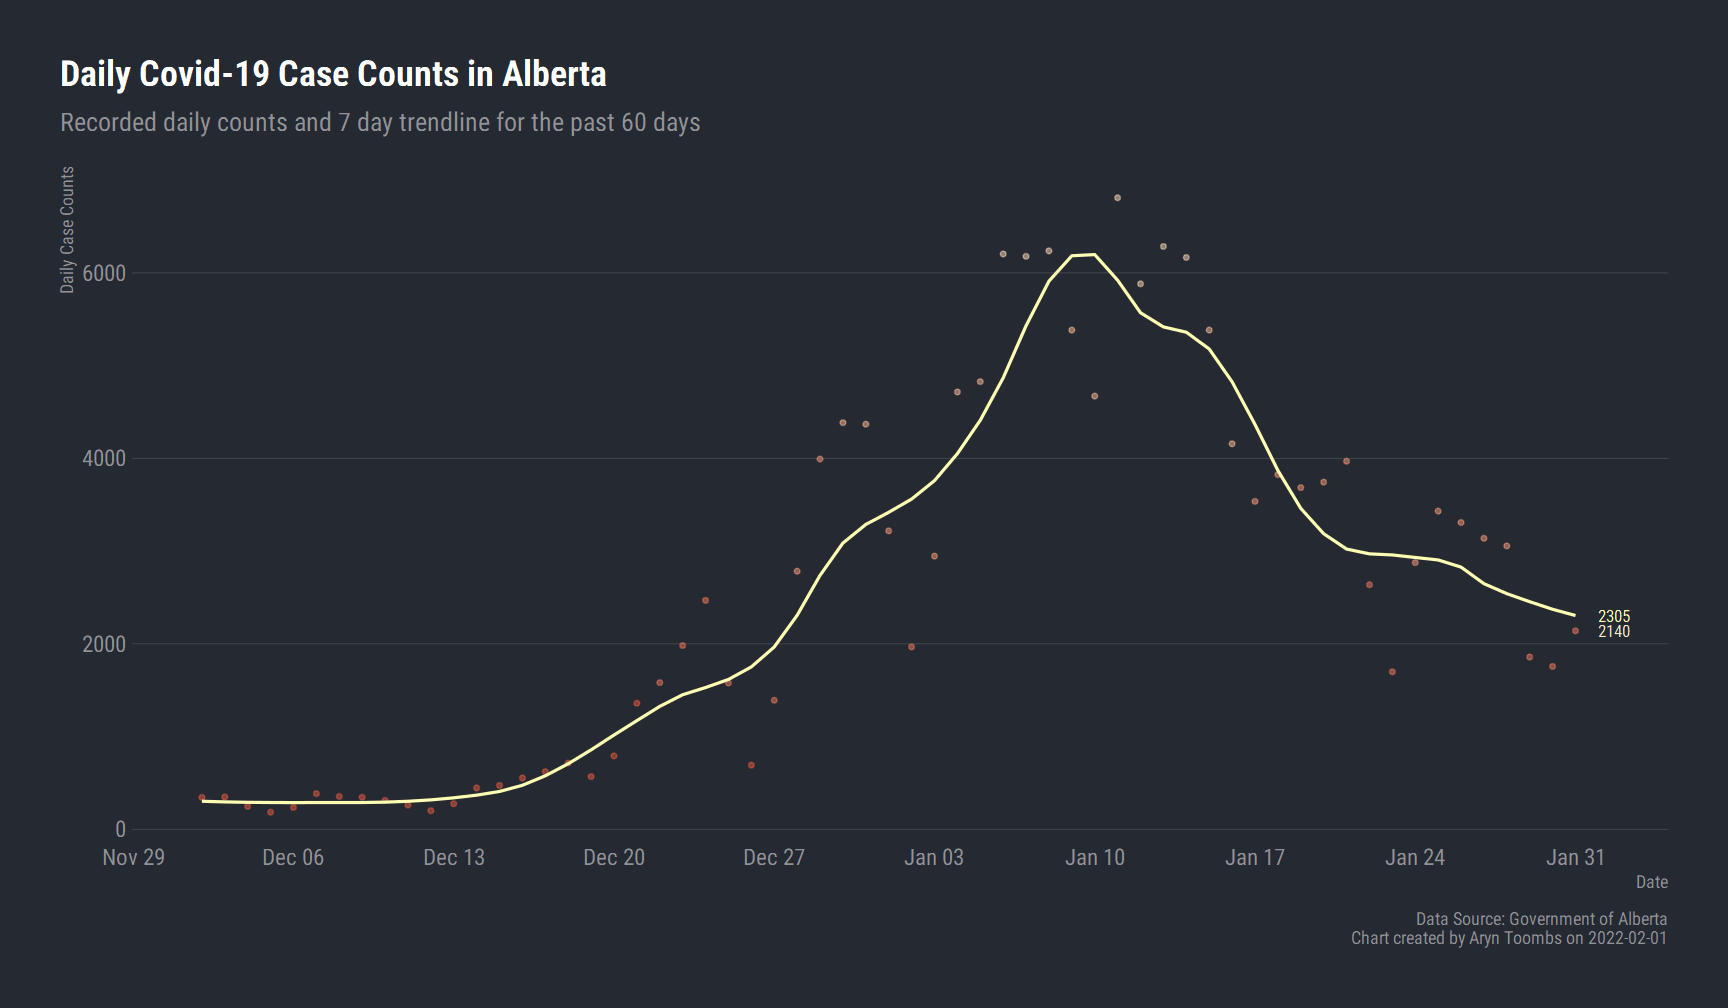 Daily Covid-19 Case Counts in Alberta
Recorded daily counts and 7 day trendline for the past 60 days
Daily Case Counts
6000
4000
2000
0
2305
2140
Nov 29 Dec 06 Dec 13 Dec 20 Dec 27 Jan 03 Jan 10 Jan 17 Jan 24 Jan 31
Date
Data Source: Government of Alberta
Chart created by Aryn Toombs on 2022-02-01